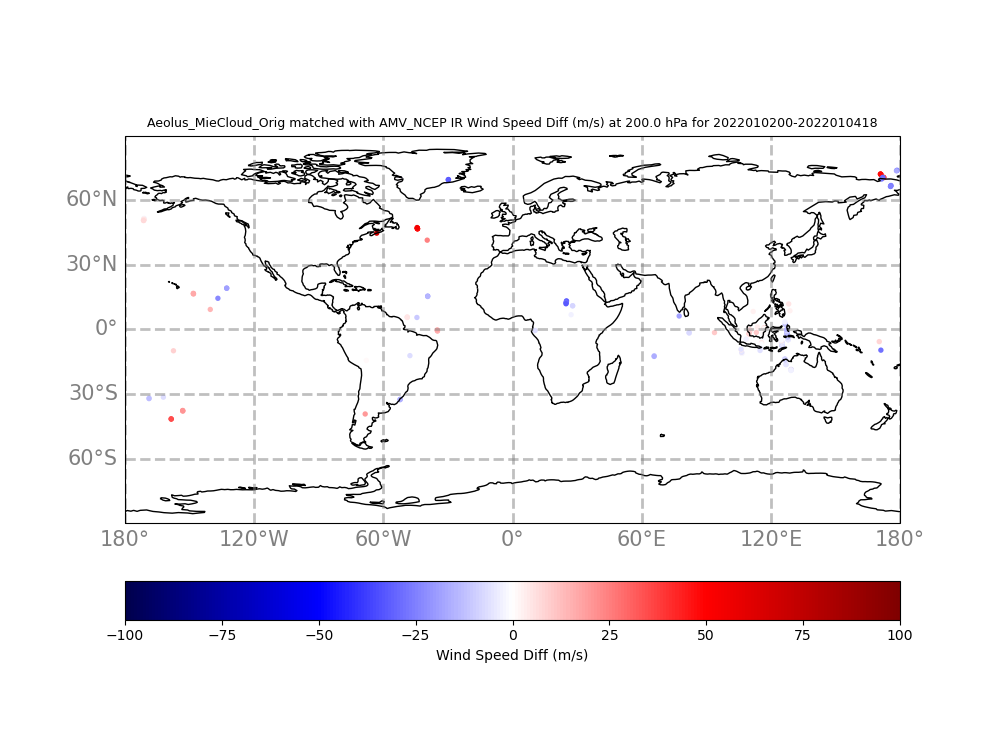 Aeolus_MieCloud_Orig matched with AMV_NCEP IR Wind Speed Diff (m/s) at 200.0 hPa for 2022010200-2022010418
60°N
30°N
0°
30°S
60°S
180° 120°W 60°W 0° 60°E 120°E 180°
−100 −75 −50 −25 0 25 50 75 100
Wind Speed Diff (m/s)